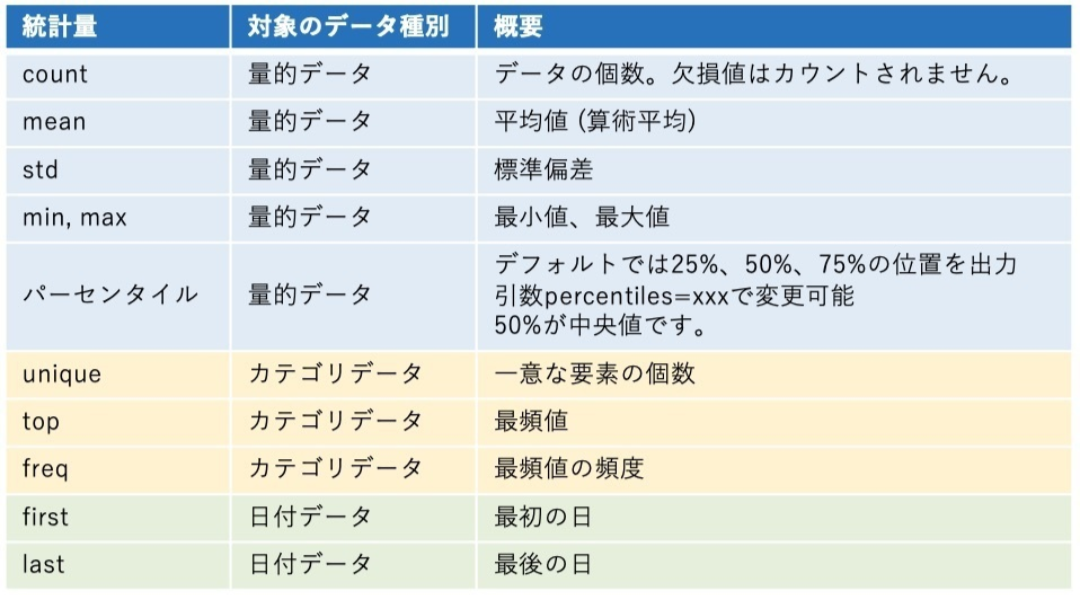 統計量 対象のデータ種別 概要
count 量的データ データの個数。欠損値はカウントされません。
mean 量的データ 平均値 (算術平均)
std 量的データ 標準偏差
min, max 量的データ 最小値、最大値
パーセンタイル 量的データ デフォルトでは25%、50%、75%の位置を出力
引数percentiles=xxxで変更可能
50%が中央値です。
unique カテゴリデータ 一意な要素の個数
top カテゴリデータ 最頻値
freq カテゴリデータ 最頻値の頻度
first 日付データ 最初の日
last 日付データ 最後の日